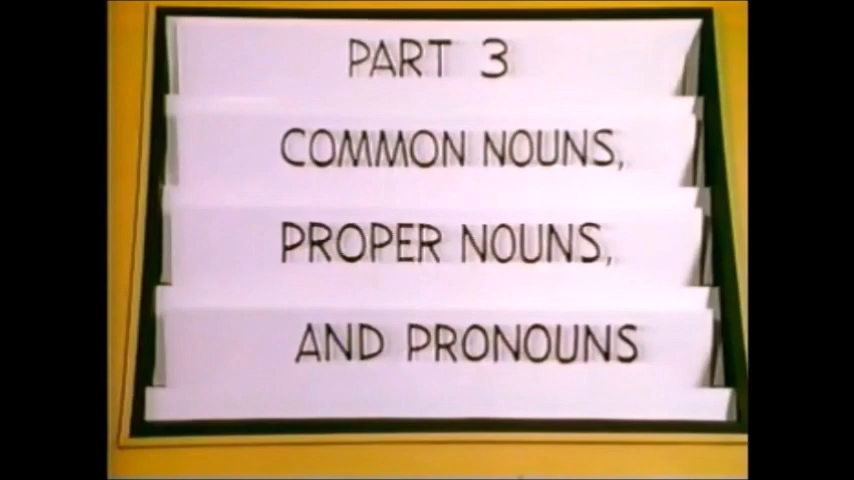 PART 3
COMMON NOUNS,
PROPER NOUNS,
AND PRONOUNS